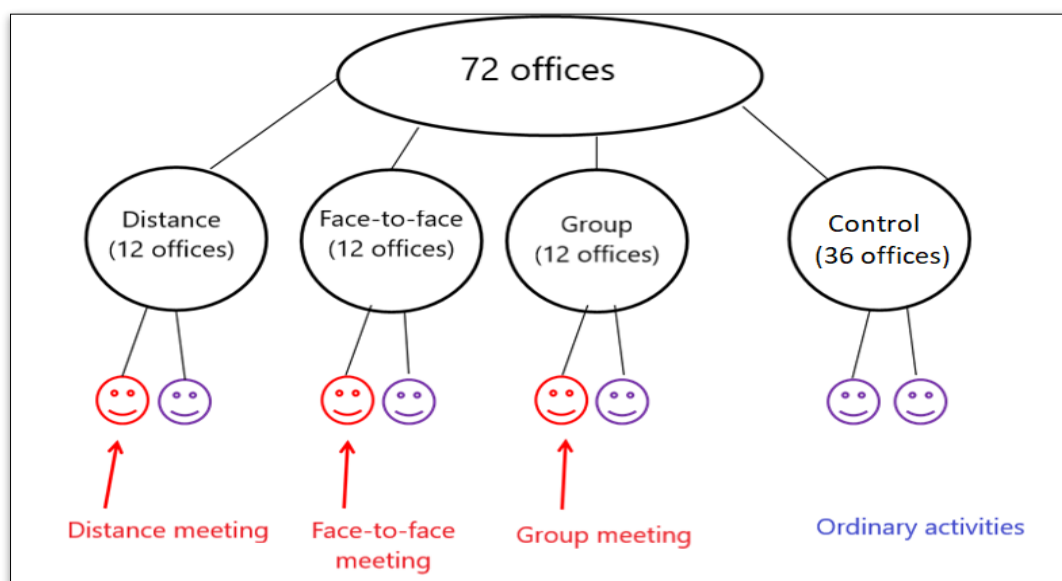 72 offices
Distance
(12 offices)
Face-to-face
(12 offices)
Group
(12 offices)
Control
(36 offices)
Distance meeting
Face-to-face
meeting
Group meeting
Ordinary activities